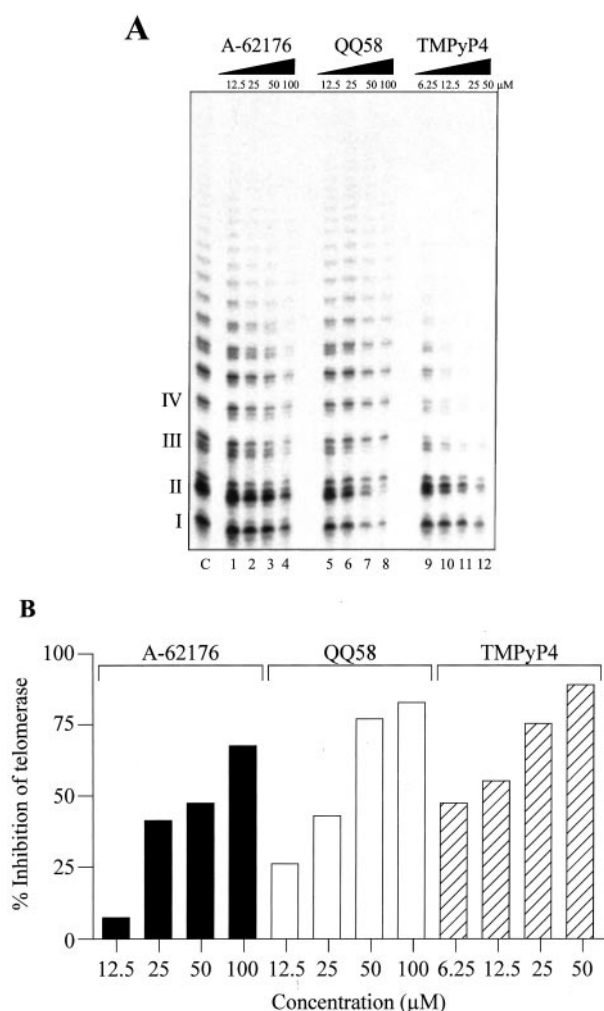 A
A-62176 QQ58 TMPyP4
12.5 25 50 100 12.5 25 50 100 6.25 12.5 25 50 µM
IV
III
II
I
C 1 2 3 4 5 6 7 8 9 10 11 12
B
A-62176 QQ58 TMPyP4
% Inhibition of telomerase
100
75
50
25
0
12.5 25 50 100 12.5 25 50 100 6.25 12.5 25 50
Concentration (µM)